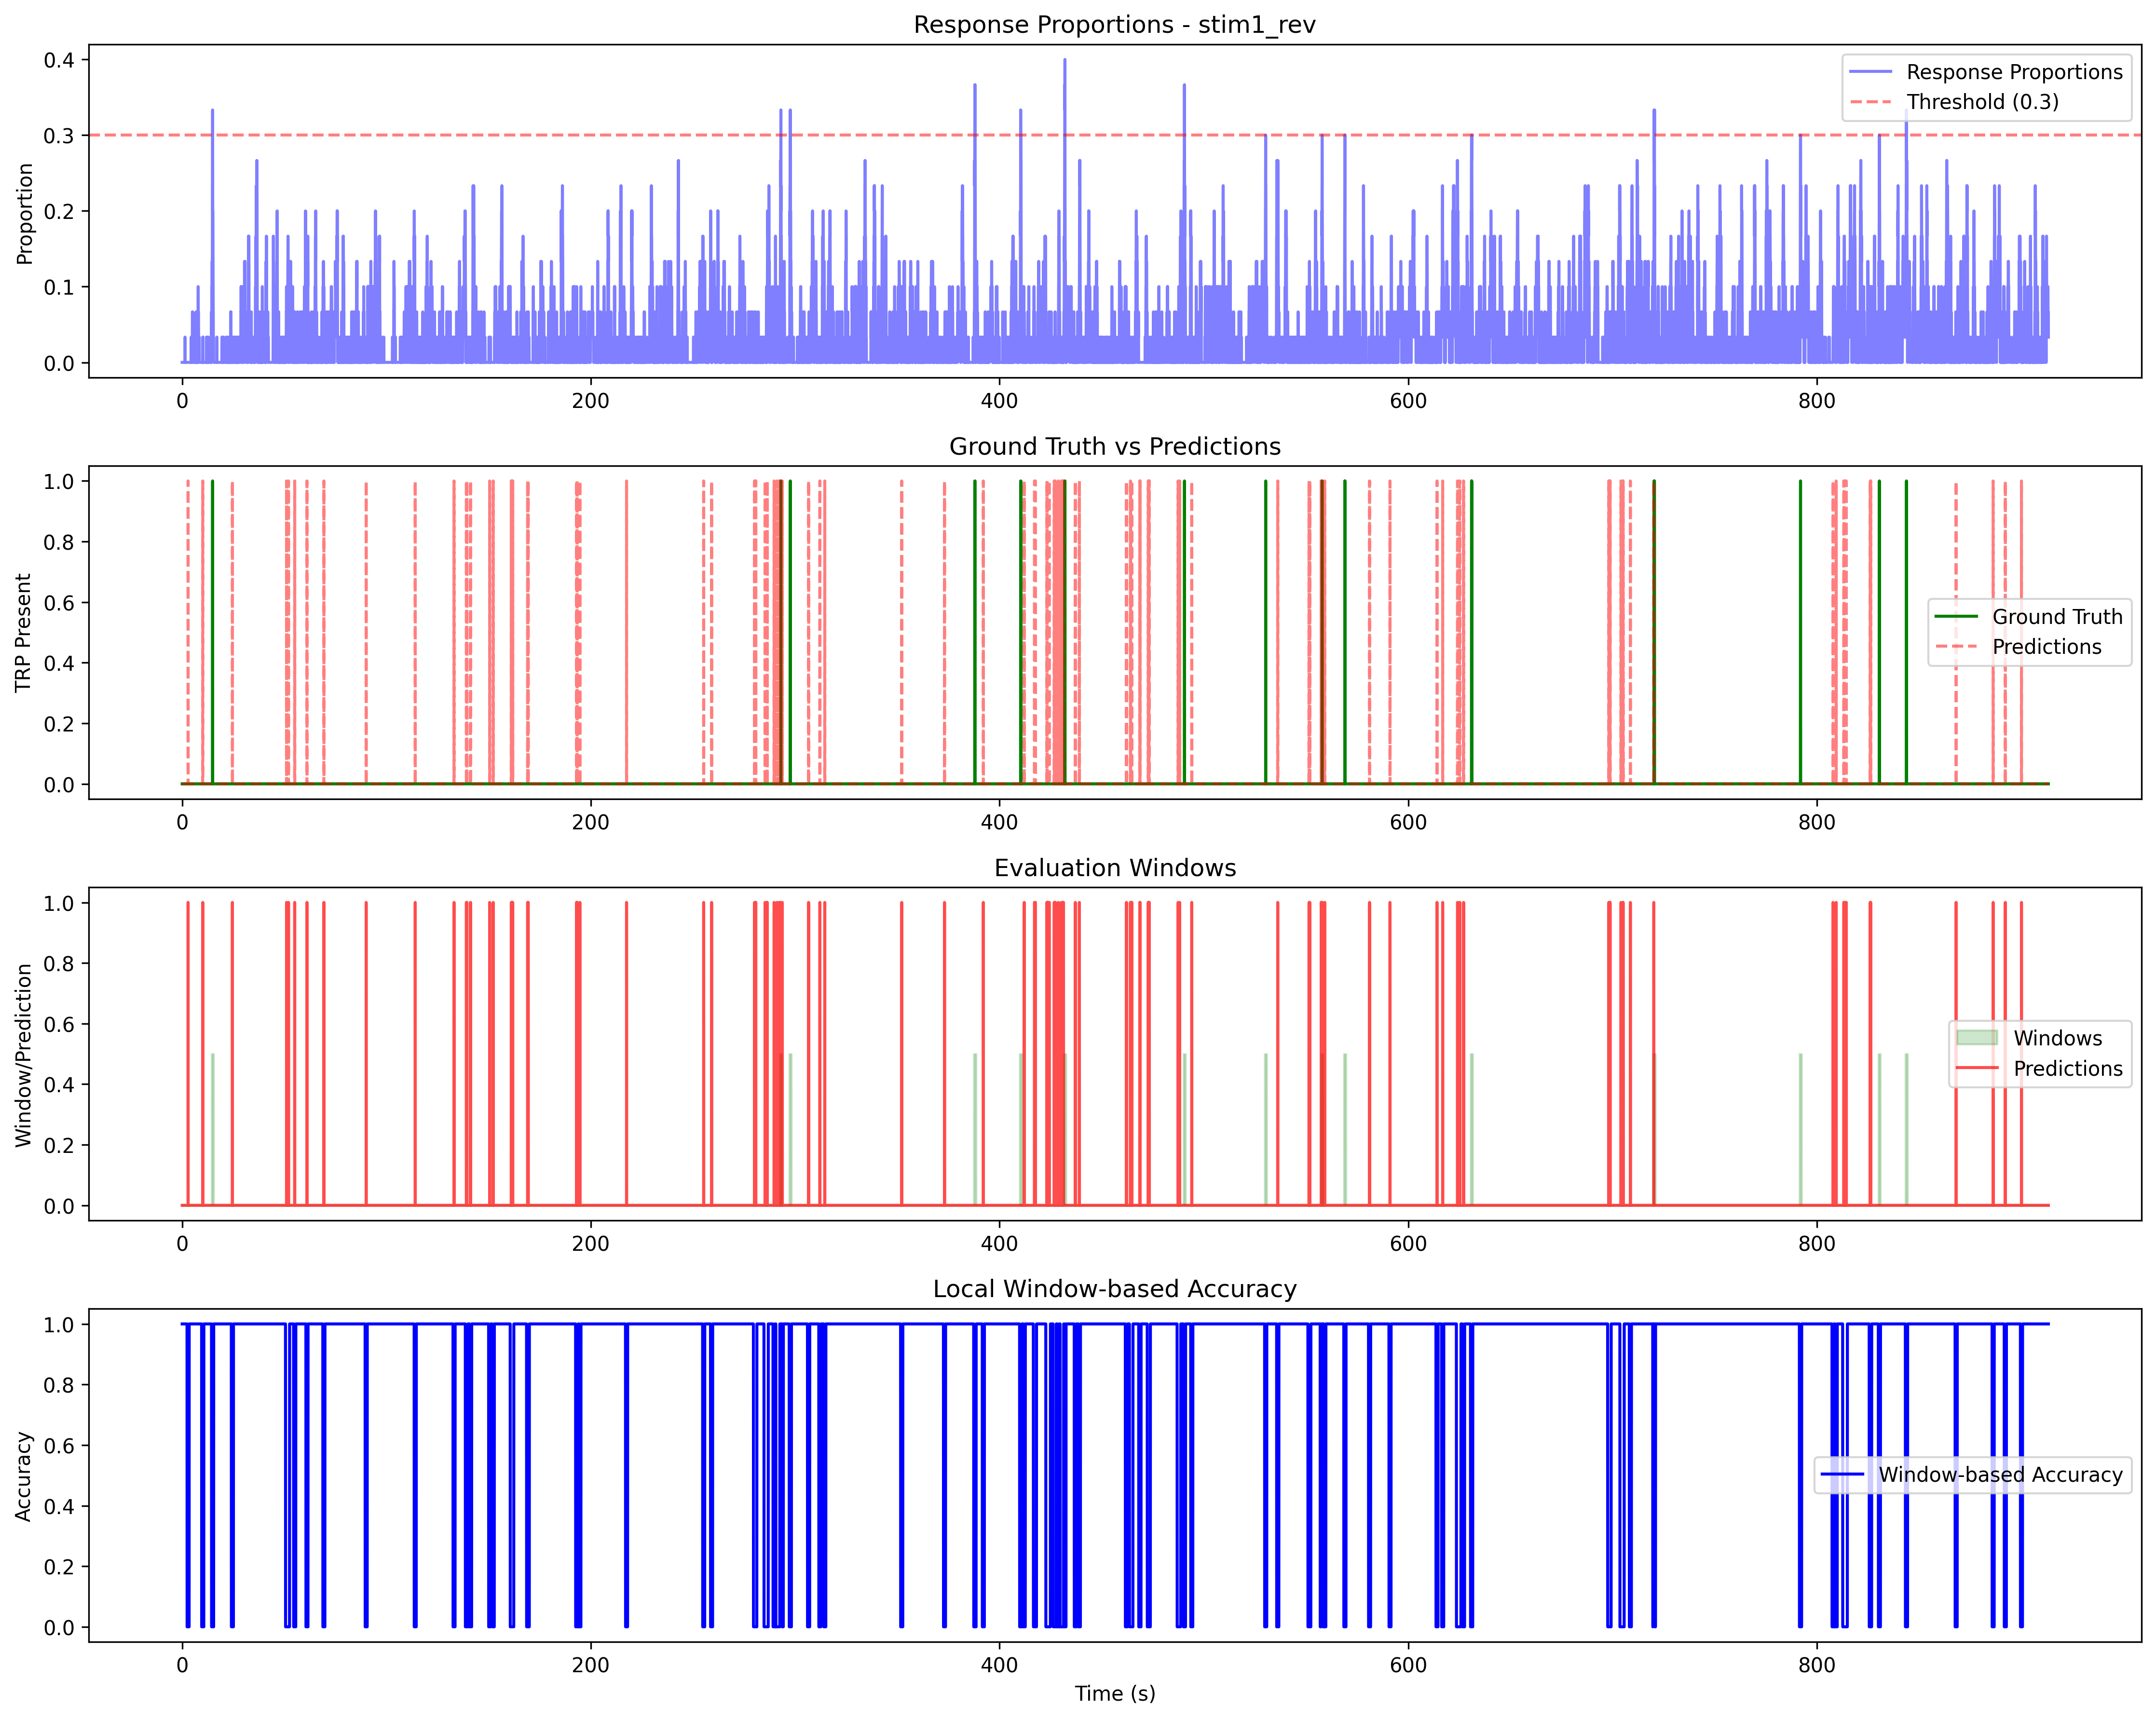 Response Proportions - stim1_rev
Proportion
0.4
0.3
0.2
0.1
0.0
Response Proportions
Threshold (0.3)
0 200 400 600 800
Ground Truth vs Predictions
TRP Present
1.0
0.8
0.6
0.4
0.2
0.0
Ground Truth
Predictions
0 200 400 600 800
Evaluation Windows
Window/Prediction
1.0
0.8
0.6
0.4
0.2
0.0
Windows
Predictions
0 200 400 600 800
Local Window-based Accuracy
Accuracy
1.0
0.8
0.6
0.4
0.2
0.0
Window-based Accuracy
0 200 400 600 800
Time (s)